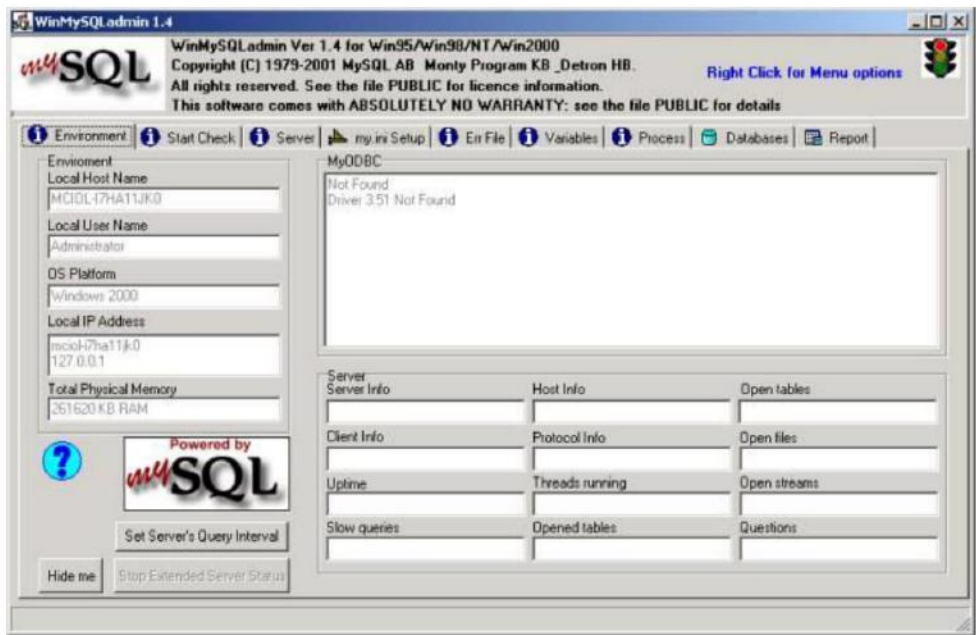 WinMySQLadmin 1.4
mySQL
WinMySQLadmin Ver 1.4 for Win95/Win98/NT/Win2000
Copyright (C) 1979-2001 MySQL AB Monty Program KB _Detron HB.
All rights reserved. See the file PUBLIC for licence information.
This software comes with ABSOLUTELY NO WARRANTY: see the file PUBLIC for details
Right Click for Menu options
Environment
Start Check
Server
my.ini Setup
Err File
Variables
Process
Databases
Report
Enviroment
Local Host Name
MCIOL-I7HA11JK0
Local User Name
Administrator
OS Platform
Windows 2000
Local IP Address
mciol-i7ha11jk0
127.0.0.1
Total Physical Memory
261620 KB RAM
MyODBC
Not Found
Driver 3.51 Not Found
Server
Server Info
Host Info
Open tables
Client Info
Protocol Info
Open files
Uptime
Threads running
Open streams
Slow queries
Opened tables
Questions
?
Powered by
mySQL
Set Server's Query Interval
Hide me
Stop Extended Server Status